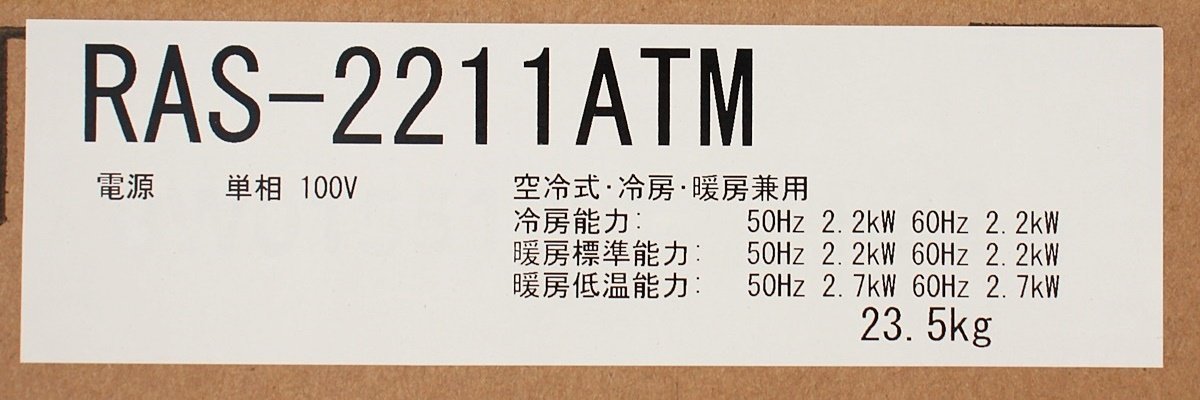 RAS-2211ATM
電源 単相 100V
空冷式・冷房・暖房兼用
冷房能力: 50Hz 2.2kW 60Hz 2.2kW
暖房標準能力: 50Hz 2.2kW 60Hz 2.2kW
暖房低温能力: 50Hz 2.7kW 60Hz 2.7kW
23.5kg